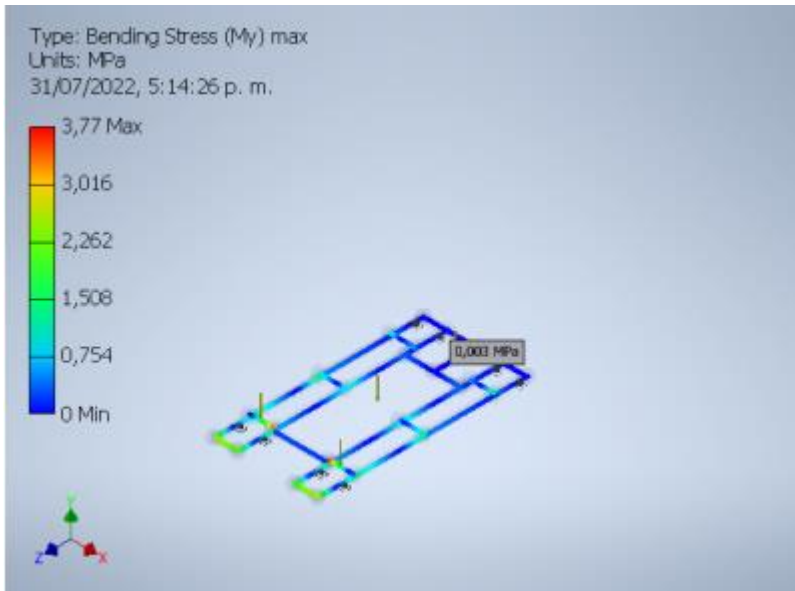 Type: Bending Stress (My) max
Units: MPa
31/07/2022, 5:14:26 p. m.
3,77 Max
3,016
2,262
1,508
0,754
0 Min
0,003 MPa
Y
Z
X